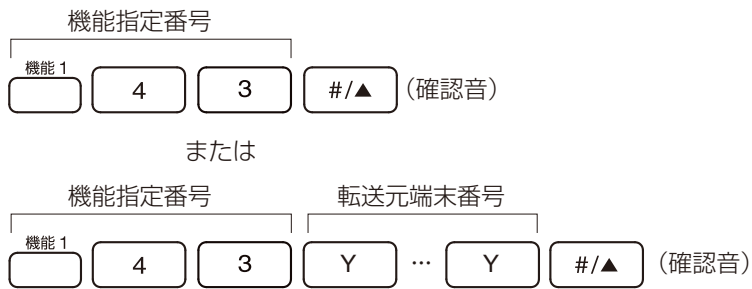 機能指定番号
機能 1
4 3 #/▲ (確認音)
または
機能指定番号 転送元端末番号
機能 1
4 3 Y … Y #/▲ (確認音)